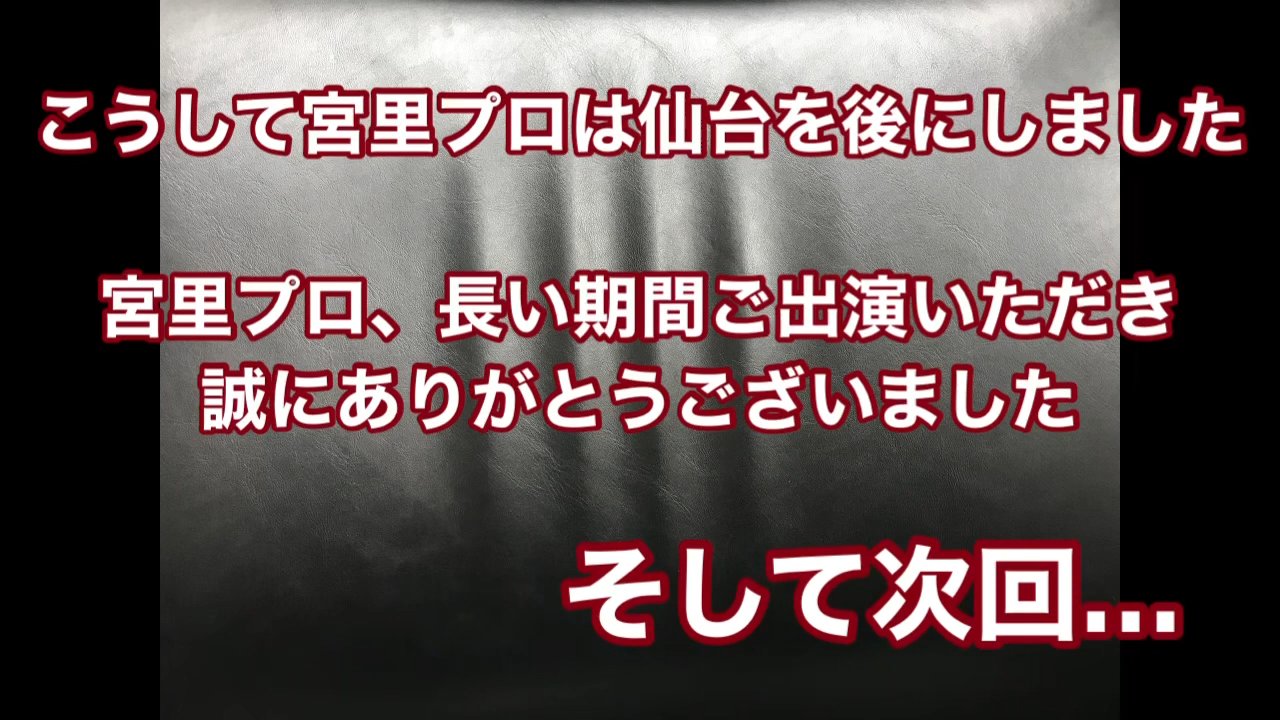 こうして宮里プロは仙台を後にしました
宮里プロ、長い期間ご出演いただき
誠にありがとうございました
そして次回...